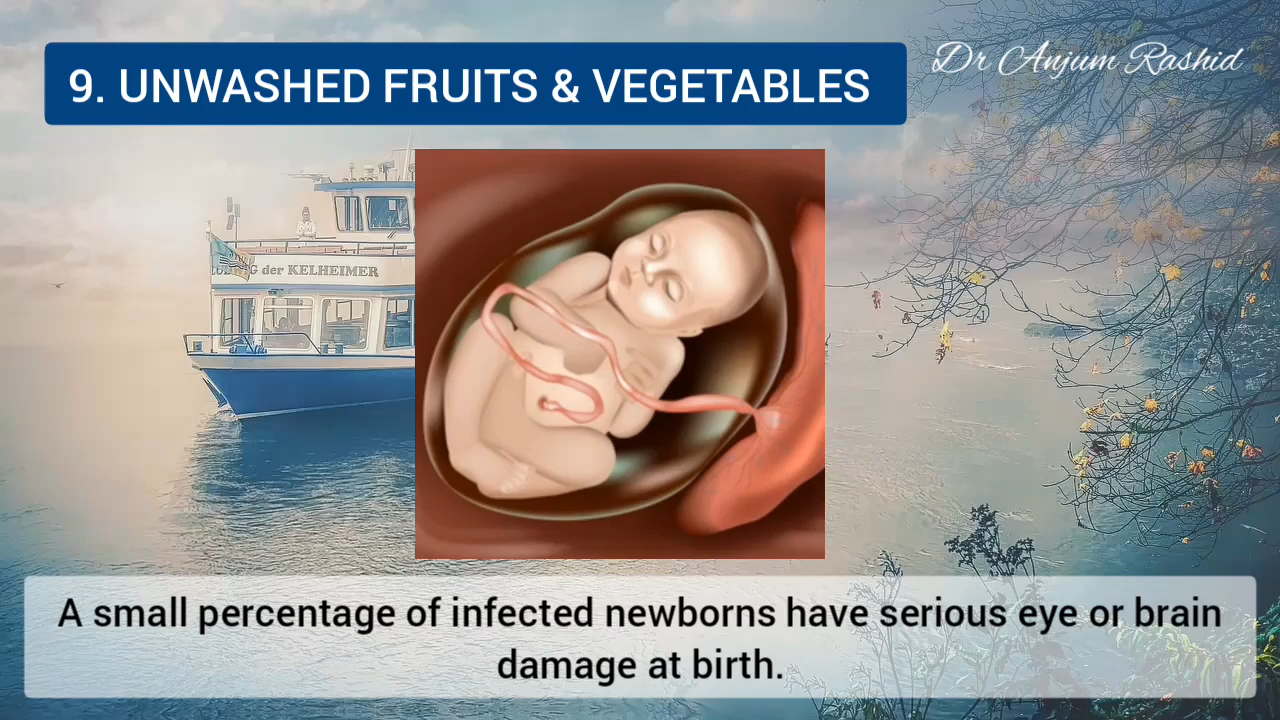 9. UNWASHED FRUITS & VEGETABLES
Dr Anjum Rashid
der KELHEIMER
A small percentage of infected newborns have serious eye or brain
damage at birth.